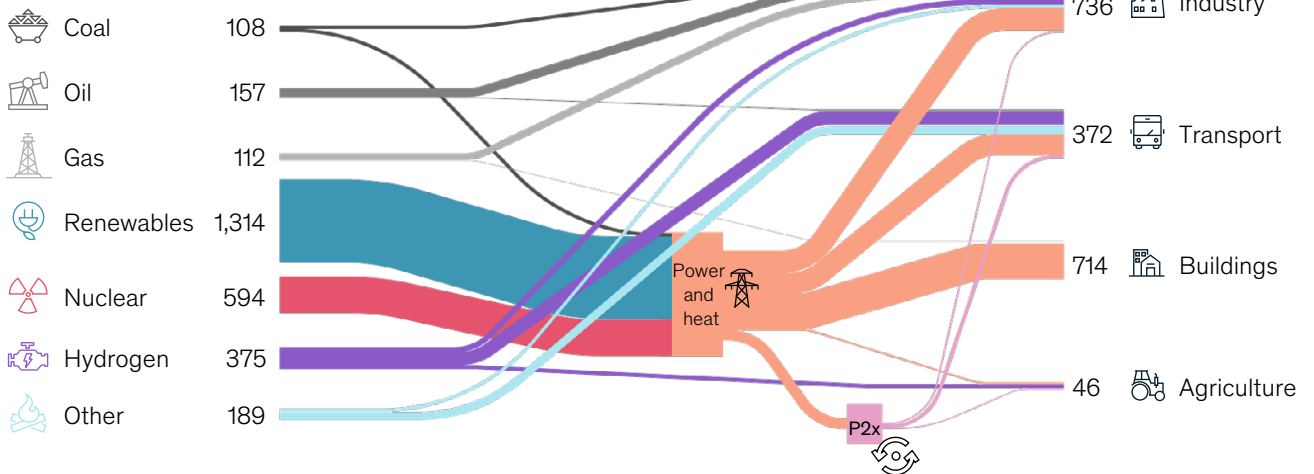 736 Industry
Coal 108
Oil 157
372 Transport
Gas 112
Renewables 1,314
Power
and
heat
714 Buildings
Nuclear 594
Hydrogen 375
46 Agriculture
Other 189
P2x